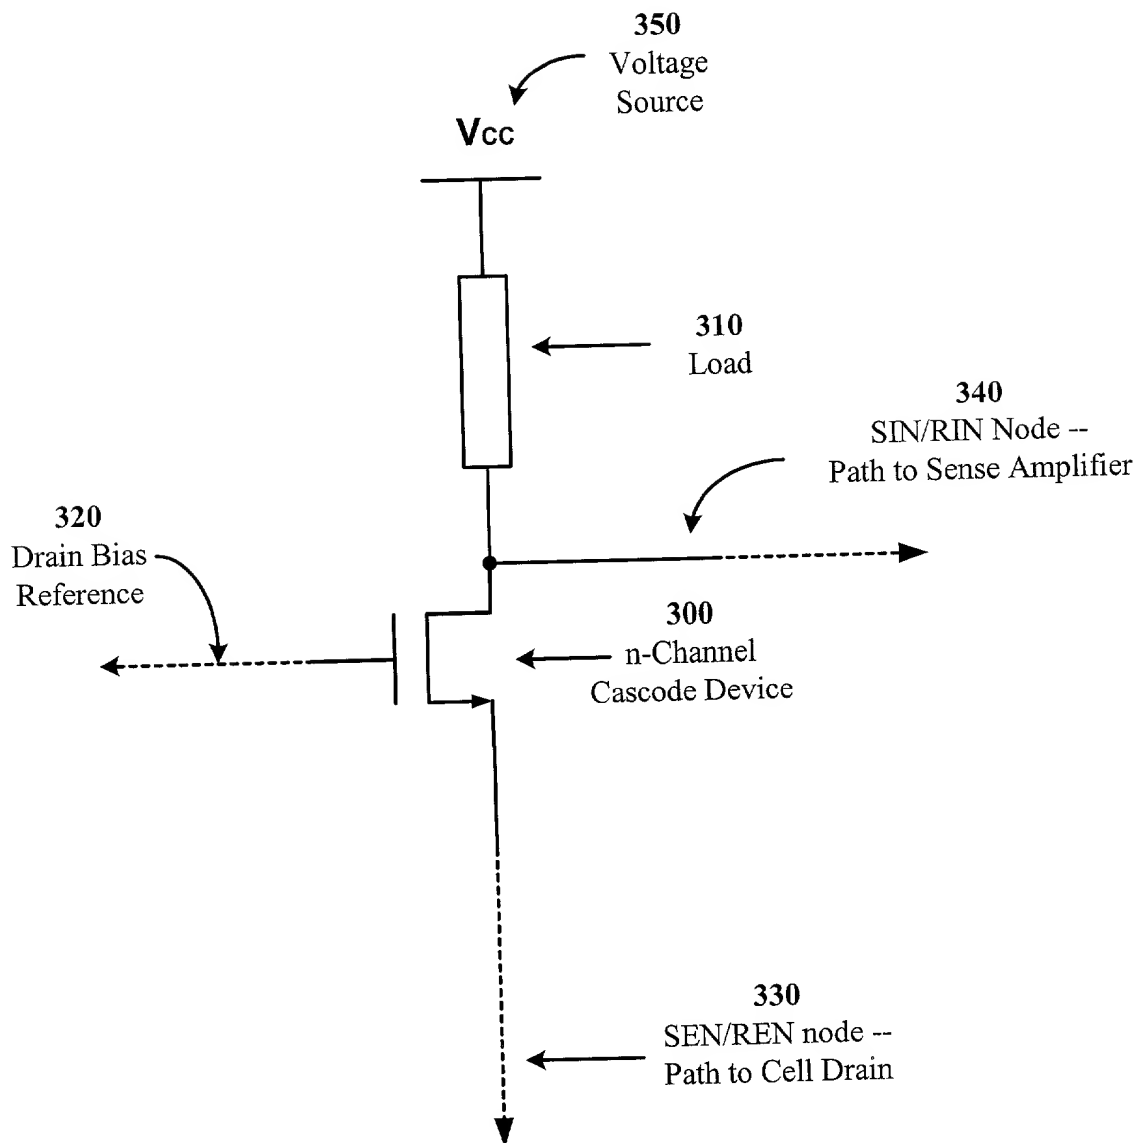 350
Voltage
Source
Vcc
310
Load
340
SIN/RIN Node --
Path to Sense Amplifier
320
Drain Bias
Reference
300
n-Channel
Cascode Device
330
SEN/REN node --
Path to Cell Drain